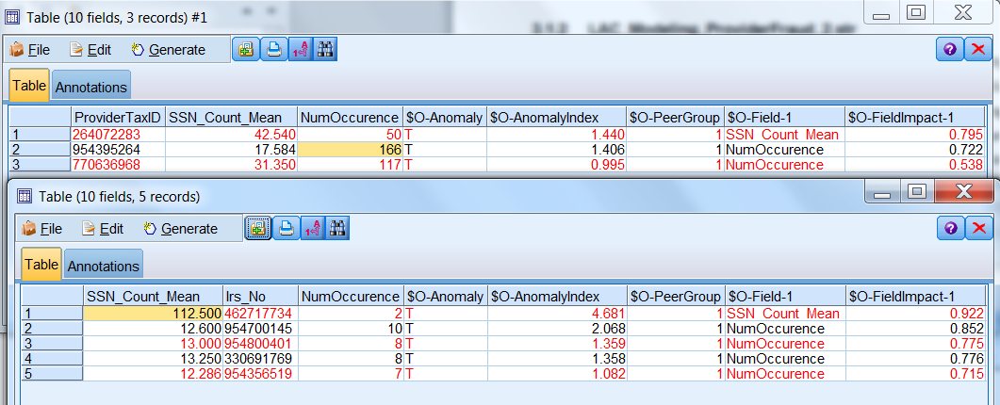 Table (10 fields, 3 records) #1
3.1.2 LAC_Modeling_ProviderFraud_2.str
File Edit Generate
Table Annotations
ProviderTaxID SSN_Count_Mean NumOccurence $O-Anomaly $O-AnomalyIndex $O-PeerGroup $O-Field-1 $O-FieldImpact-1
1 264072283 42.540 50 T 1.440 1 SSN_Count_Mean 0.795
2 954395264 17.584 166 T 1.406 1 NumOccurence 0.722
3 770636968 31.350 117 T 0.995 1 NumOccurence 0.538
Table (10 fields, 5 records)
File Edit Generate
Table Annotations
SSN_Count_Mean Irs_No NumOccurence $O-Anomaly $O-AnomalyIndex $O-PeerGroup $O-Field-1 $O-FieldImpact-1
1 112.500 462717734 2 T 4.681 1 SSN_Count_Mean 0.922
2 12.600 954700145 10 T 2.068 1 NumOccurence 0.852
3 13.000 954800401 8 T 1.359 1 NumOccurence 0.775
4 13.250 330691769 8 T 1.358 1 NumOccurence 0.776
5 12.286 954356519 7 T 1.082 1 NumOccurence 0.715